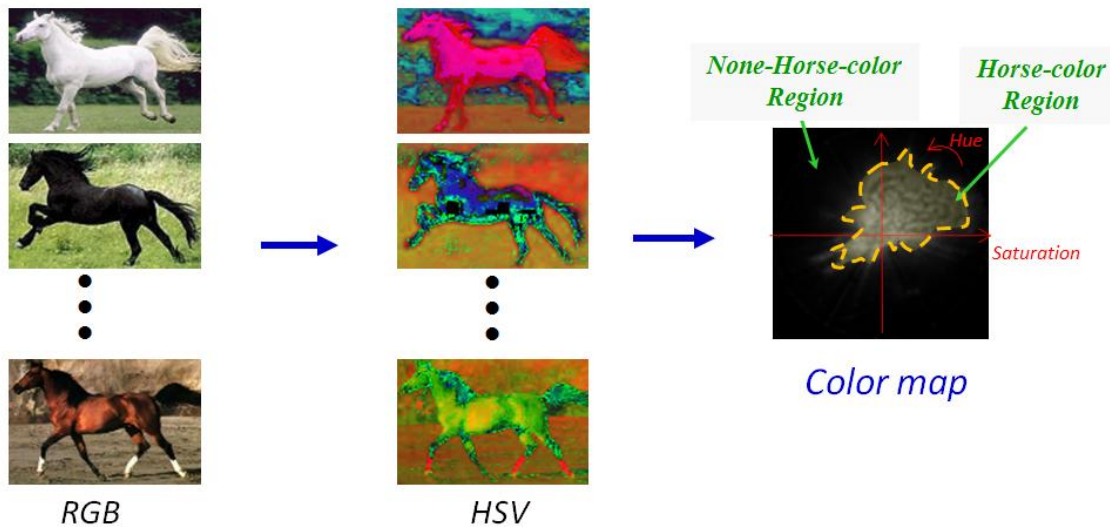 None-Horse-color
Region
Horse-color
Region
Hue
Saturation
Color map
RGB
HSV